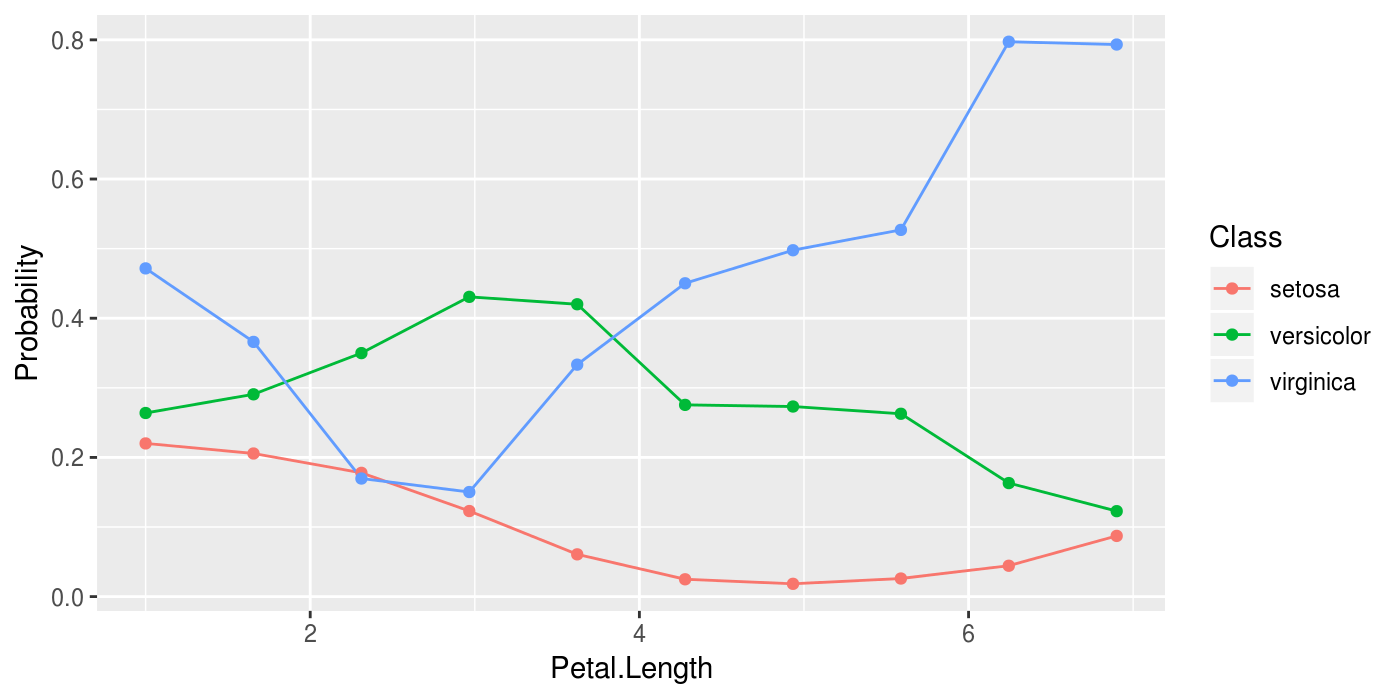 0.8
0.6
0.4
0.2
0.0
Probability
2 4 6
Petal.Length
Class
setosa
versicolor
virginica